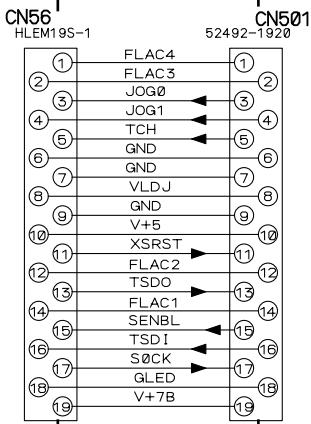 CN56 CN501
HLEM19S-1 52492-1920
1 FLAC4 1
2 FLAC3 2
3 JOG0 3
4 JOG1 4
5 TCH 5
6 GND 6
7 GND 7
8 VLDJ 8
9 GND 9
10 V+5 10
11 XSRST 11
12 FLAC2 12
13 TSDO 13
14 FLAC1 14
15 SENBL 15
16 TSDI 16
17 S0CK 17
18 GLED 18
19 V+7B 19